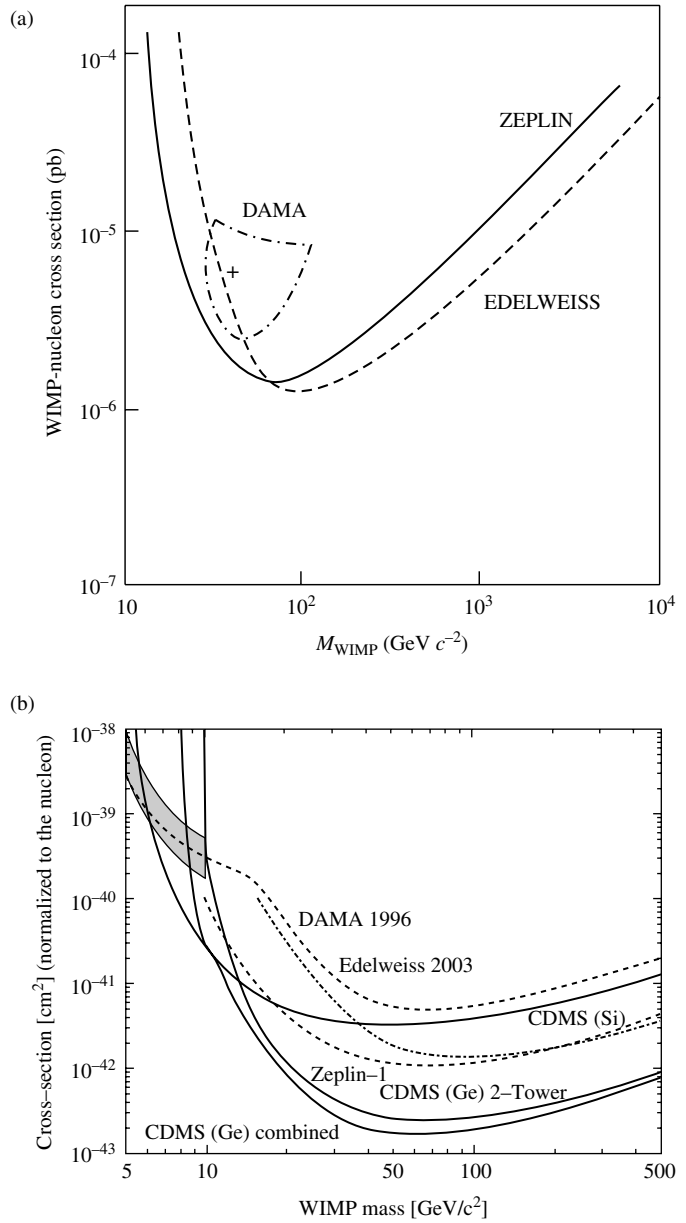 (a)
10⁻⁴
10⁻⁵
10⁻⁶
10⁻⁷
WIMP-nucleon cross section (pb)
ZEPLIN
DAMA
+
EDELWEISS
10
10²
10³
10⁴
M_WIMP (GeV c⁻²)
(b)
10⁻³⁸
10⁻³⁹
10⁻⁴⁰
10⁻⁴¹
10⁻⁴²
10⁻⁴³
Cross–section [cm²] (normalized to the nucleon)
DAMA 1996
Edelweiss 2003
CDMS (Si)
Zeplin–1
CDMS (Ge) 2–Tower
CDMS (Ge) combined
5
10
50
100
500
WIMP mass [GeV/c²]